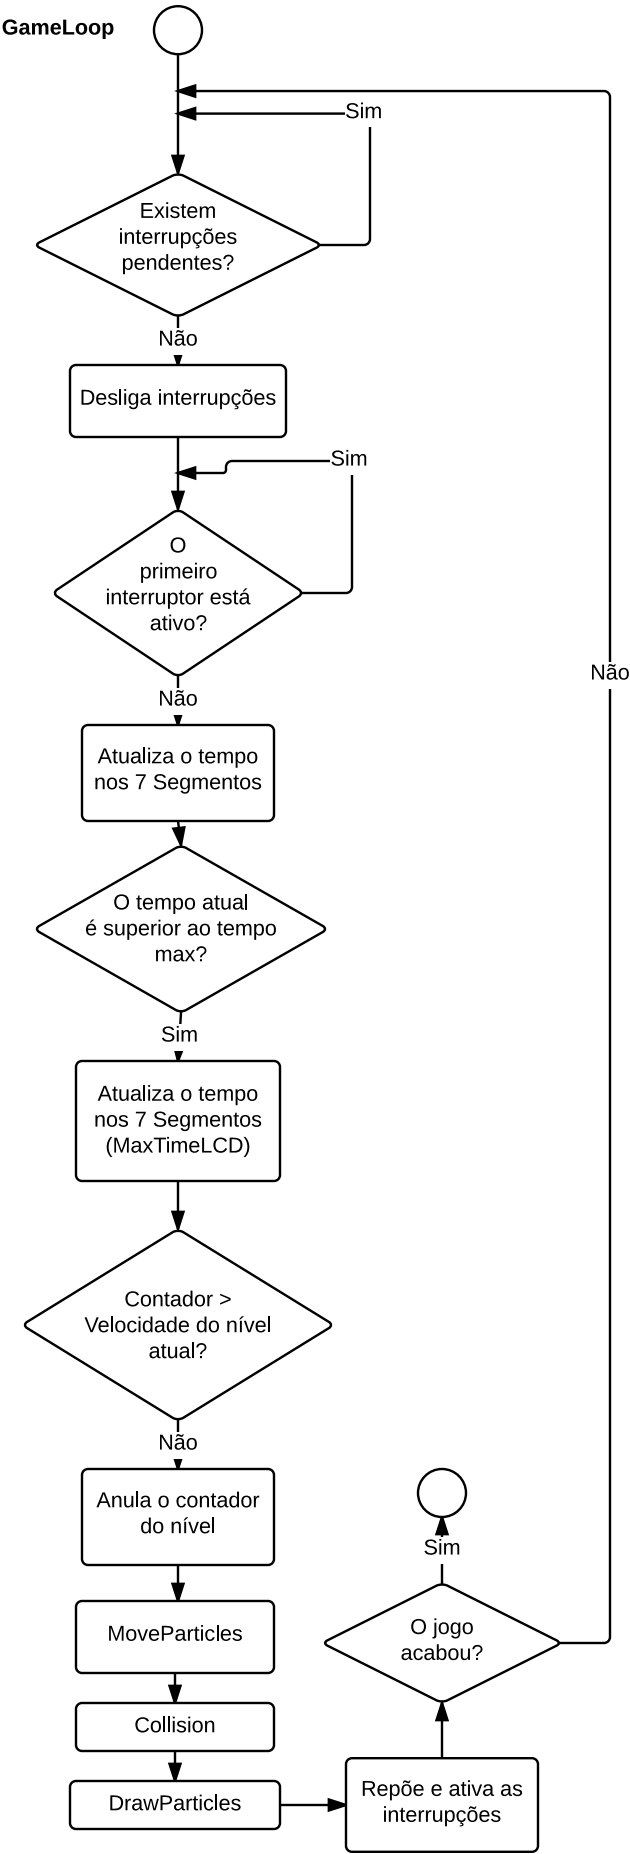 GameLoop
Sim
Existem
interrupções
pendentes?
Não
Desliga interrupções
Sim
O
primeiro
interruptor está
ativo?
Não
Não
Atualiza o tempo
nos 7 Segmentos
O tempo atual
é superior ao tempo
max?
Sim
Atualiza o tempo
nos 7 Segmentos
(MaxTimeLCD)
Contador >
Velocidade do nível
atual?
Não
Anula o contador
do nível
MoveParticles
Collision
DrawParticles
Repõe e ativa as
interrupções
O jogo
acabou?
Sim